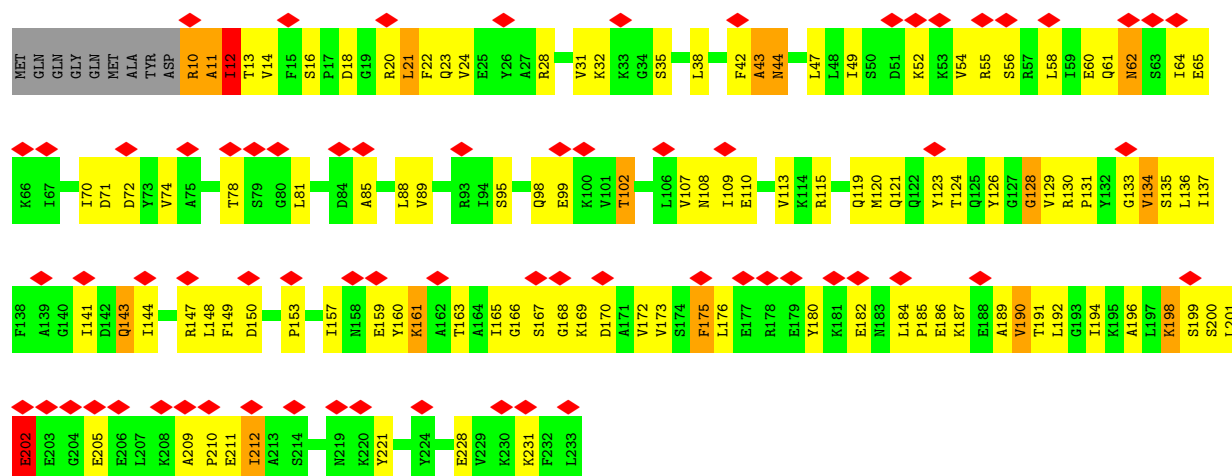 MET GLN GLN GLY GLN MET ALA TYR ASP R10 A11 I12 T13 V14 F15 S16 P17 D18 G19 R20 L21 F22 Q23 V24 E25 Y26 A27 R28 V31 K32 K33 G34 S35 L38 F42 A43 N44 L47 L48 I49 S50 D51 K52 K53 V54 R55 S56 R57 L58 I59 E60 Q61 N62 S63 I64 E65
K66 I67 I70 D71 D72 Y73 V74 A75 T78 S79 G80 L81 D84 A85 L88 V89 R93 I94 S95 Q98 E99 K100 V101 T102 L106 V107 N108 I109 E110 V113 K114 R115 Q119 M120 Q121 Q122 Y123 T124 Q125 Y126 G127 G128 V129 R130 P131 Y132 G133 V134 S135 L136 I137
F138 A139 G140 I141 D142 Q143 I144 R147 L148 F149 D150 P153 I157 N158 E159 Y160 K161 A162 T163 A164 I165 G166 S167 G168 K169 D170 A171 V172 V173 S174 F175 L176 E177 R178 E179 Y180 K181 E182 N183 L184 P185 E186 K187 E188 A189 V190 T191 L192 G193 I194 K195 A196 L197 K198 S199 S200 L201
E202 E203 G204 E205 E206 L207 K208 A209 P210 E211 I212 A213 S214 N219 K220 Y221 Y224 E228 V229 K230 K231 F232 L233